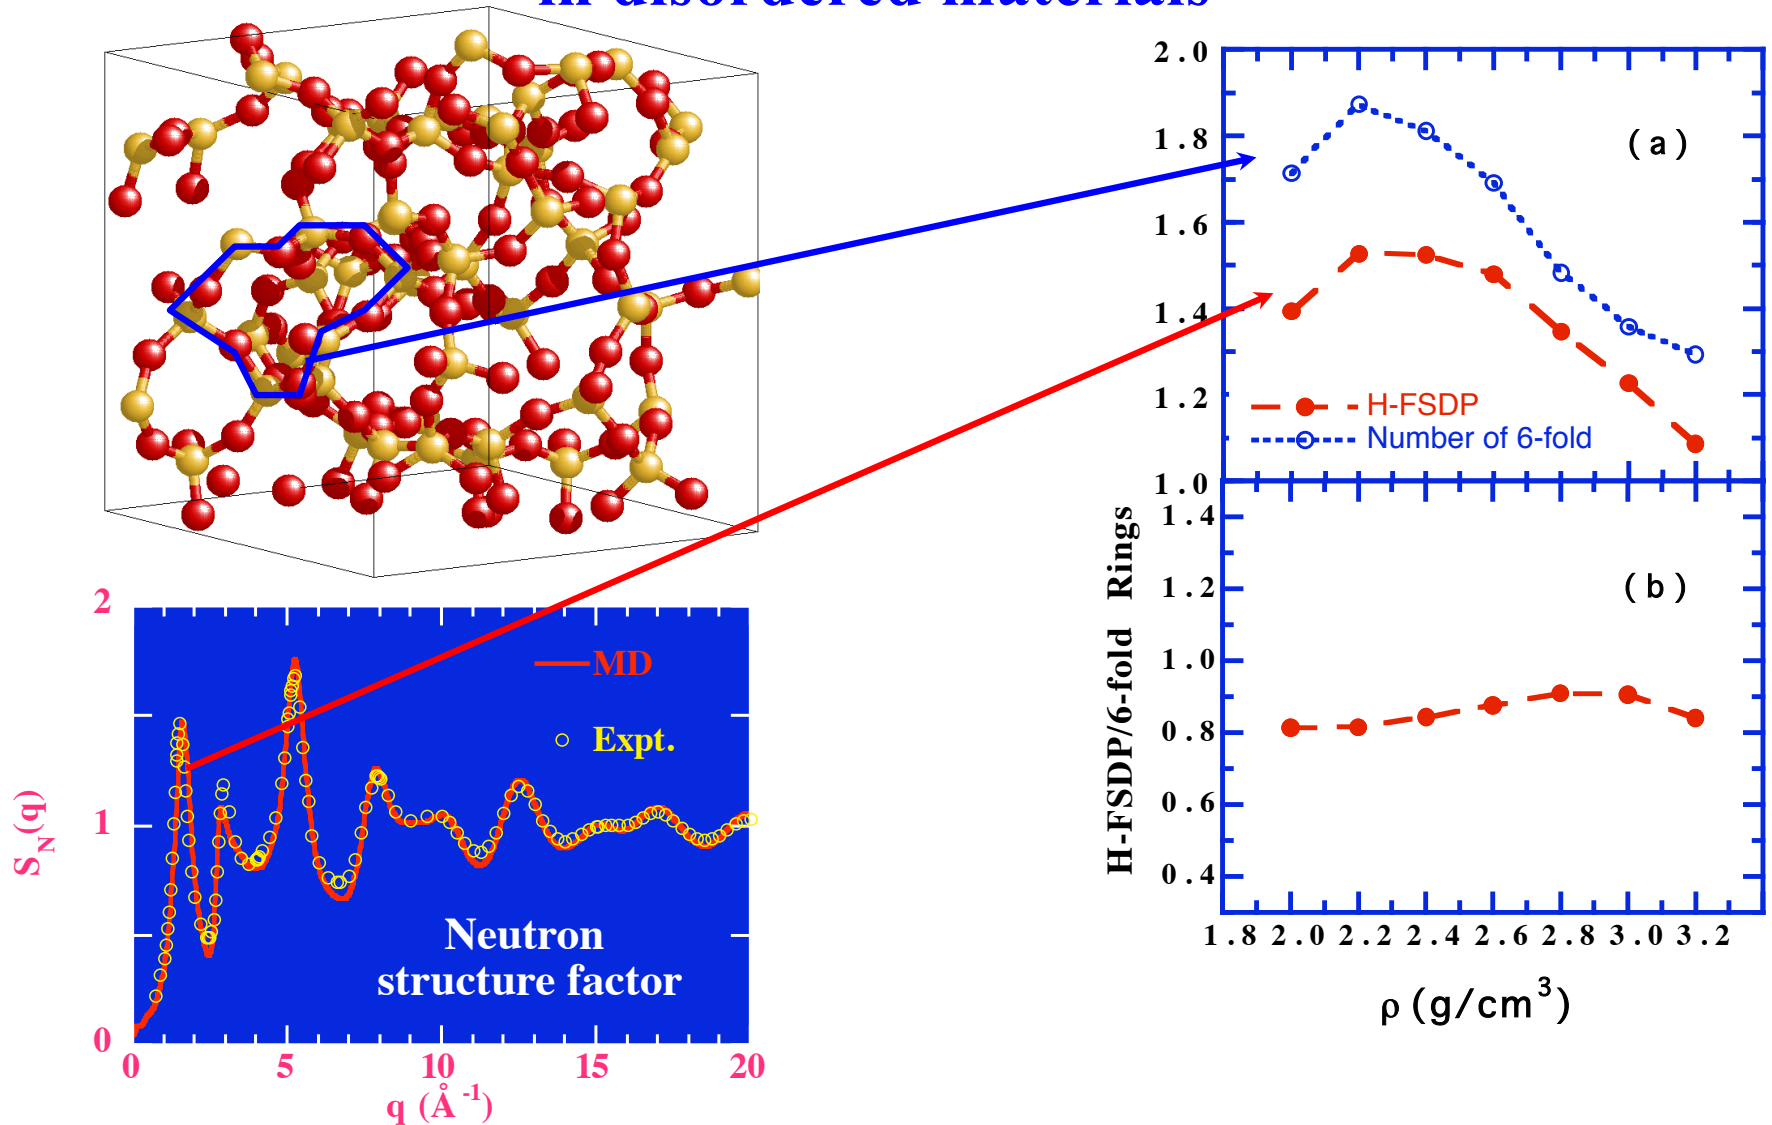 in disordered materials
2.0
1.8
1.6
1.4
1.2
1.0
(a)
H-FSDP
Number of 6-fold
H-FSDP/6-fold Rings
1.4
1.2
1.0
0.8
0.6
0.4
(b)
1.8 2.0 2.2 2.4 2.6 2.8 3.0 3.2
ρ (g/cm³)
2
1
0
S_N(q)
MD
Expt.
Neutron
structure factor
0 5 10 15 20
q (Å⁻¹)